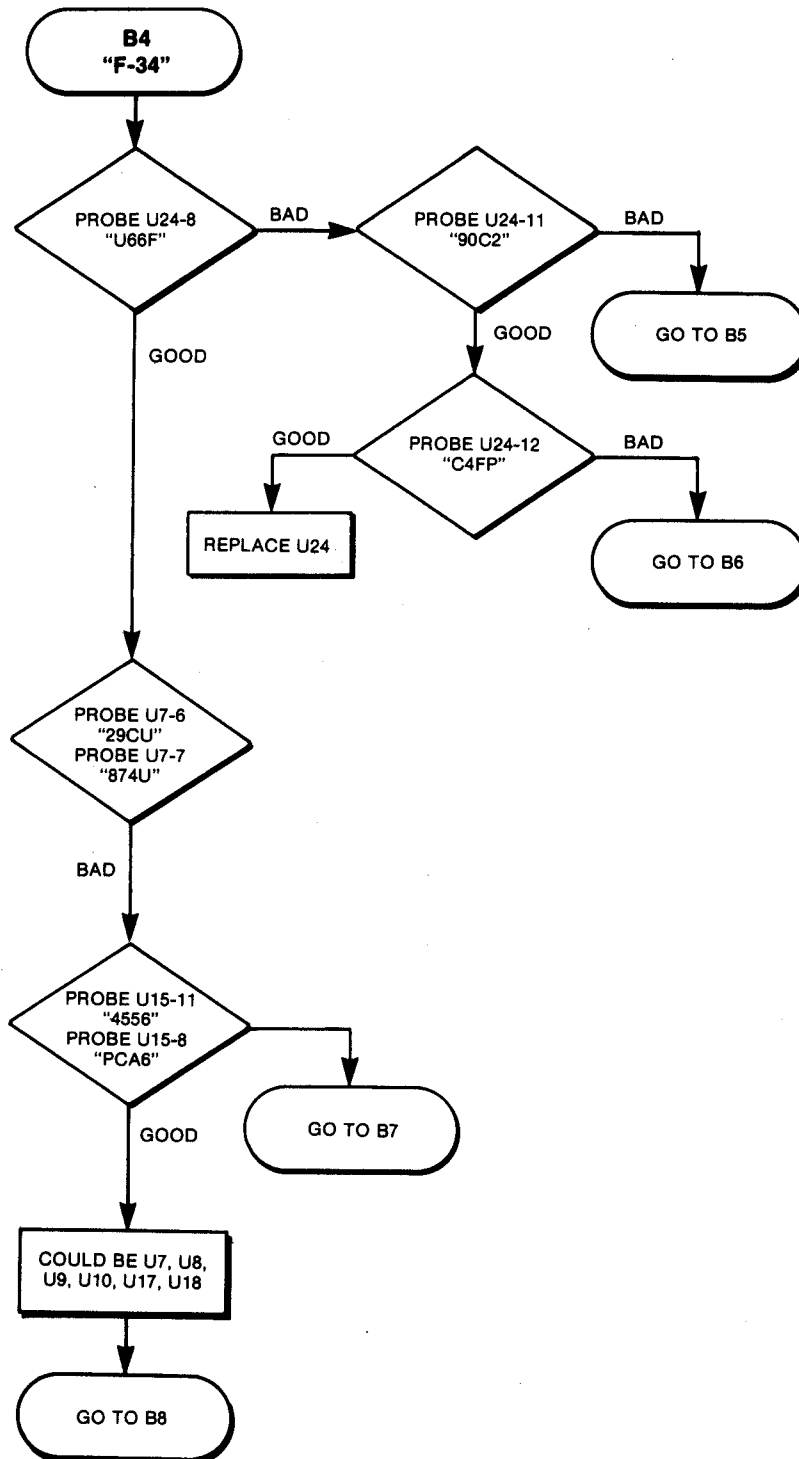 B4
“F-34”
PROBE U24-8
“U66F”
BAD
PROBE U24-11
“90C2”
BAD
GO TO B5
GOOD
GOOD
PROBE U24-12
“C4FP”
GOOD
BAD
REPLACE U24
GO TO B6
PROBE U7-6
“29CU”
PROBE U7-7
“874U”
BAD
PROBE U15-11
“4556”
PROBE U15-8
“PCA6”
GO TO B7
GOOD
COULD BE U7, U8,
U9, U10, U17, U18
GO TO B8